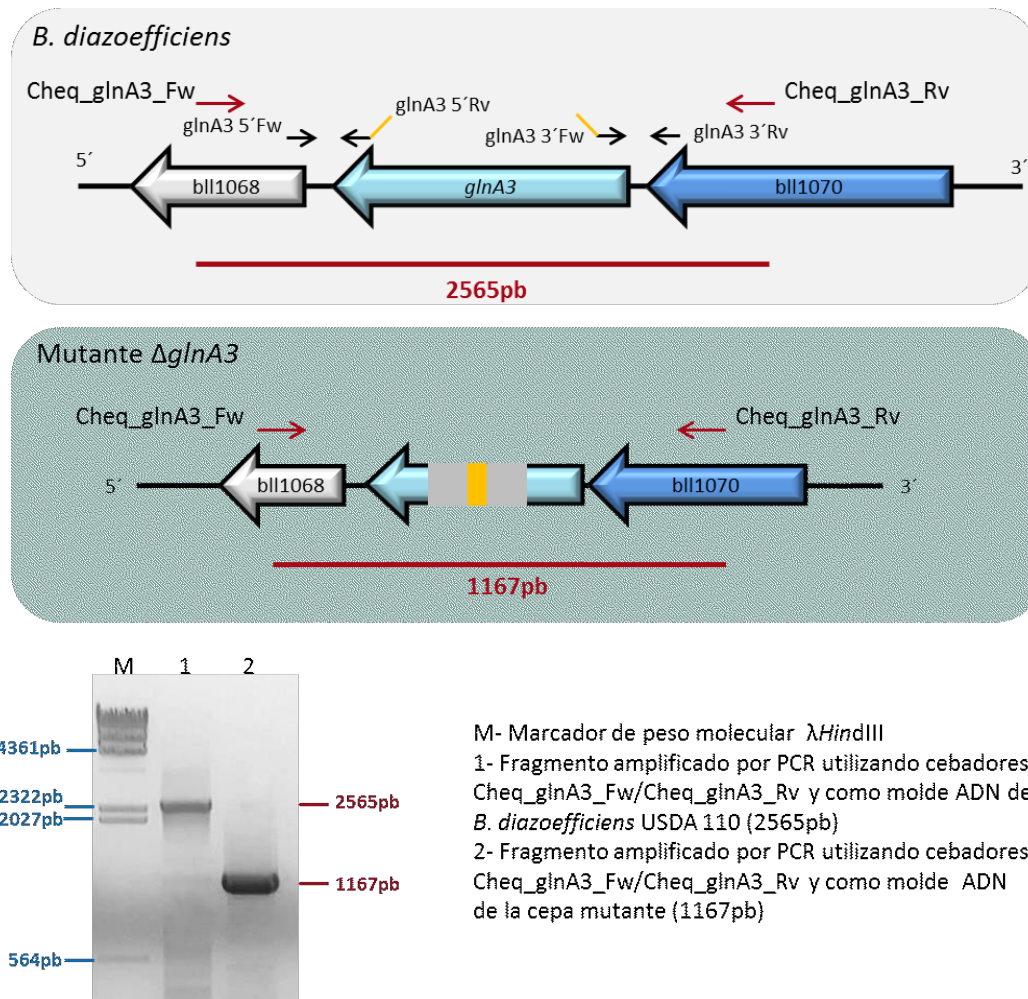 B. diazoefficiens
Cheq_glnA3_Fw
Cheq_glnA3_Rv
glnA3 5´Rv
glnA3 5´Fw
glnA3 3´Fw
glnA3 3´Rv
5´
3´
bll1068
glnA3
bll1070
2565pb
Mutante ΔglnA3
Cheq_glnA3_Fw
Cheq_glnA3_Rv
5´
bll1068
bll1070
3´
1167pb
M 1 2
4361pb
2322pb
2027pb
564pb
2565pb
1167pb
M- Marcador de peso molecular λHindIII
1- Fragmento amplificado por PCR utilizando cebadores
Cheq_glnA3_Fw/Cheq_glnA3_Rv y como molde ADN de
B. diazoefficiens USDA 110 (2565pb)
2- Fragmento amplificado por PCR utilizando cebadores
Cheq_glnA3_Fw/Cheq_glnA3_Rv y como molde ADN
de la cepa mutante (1167pb)